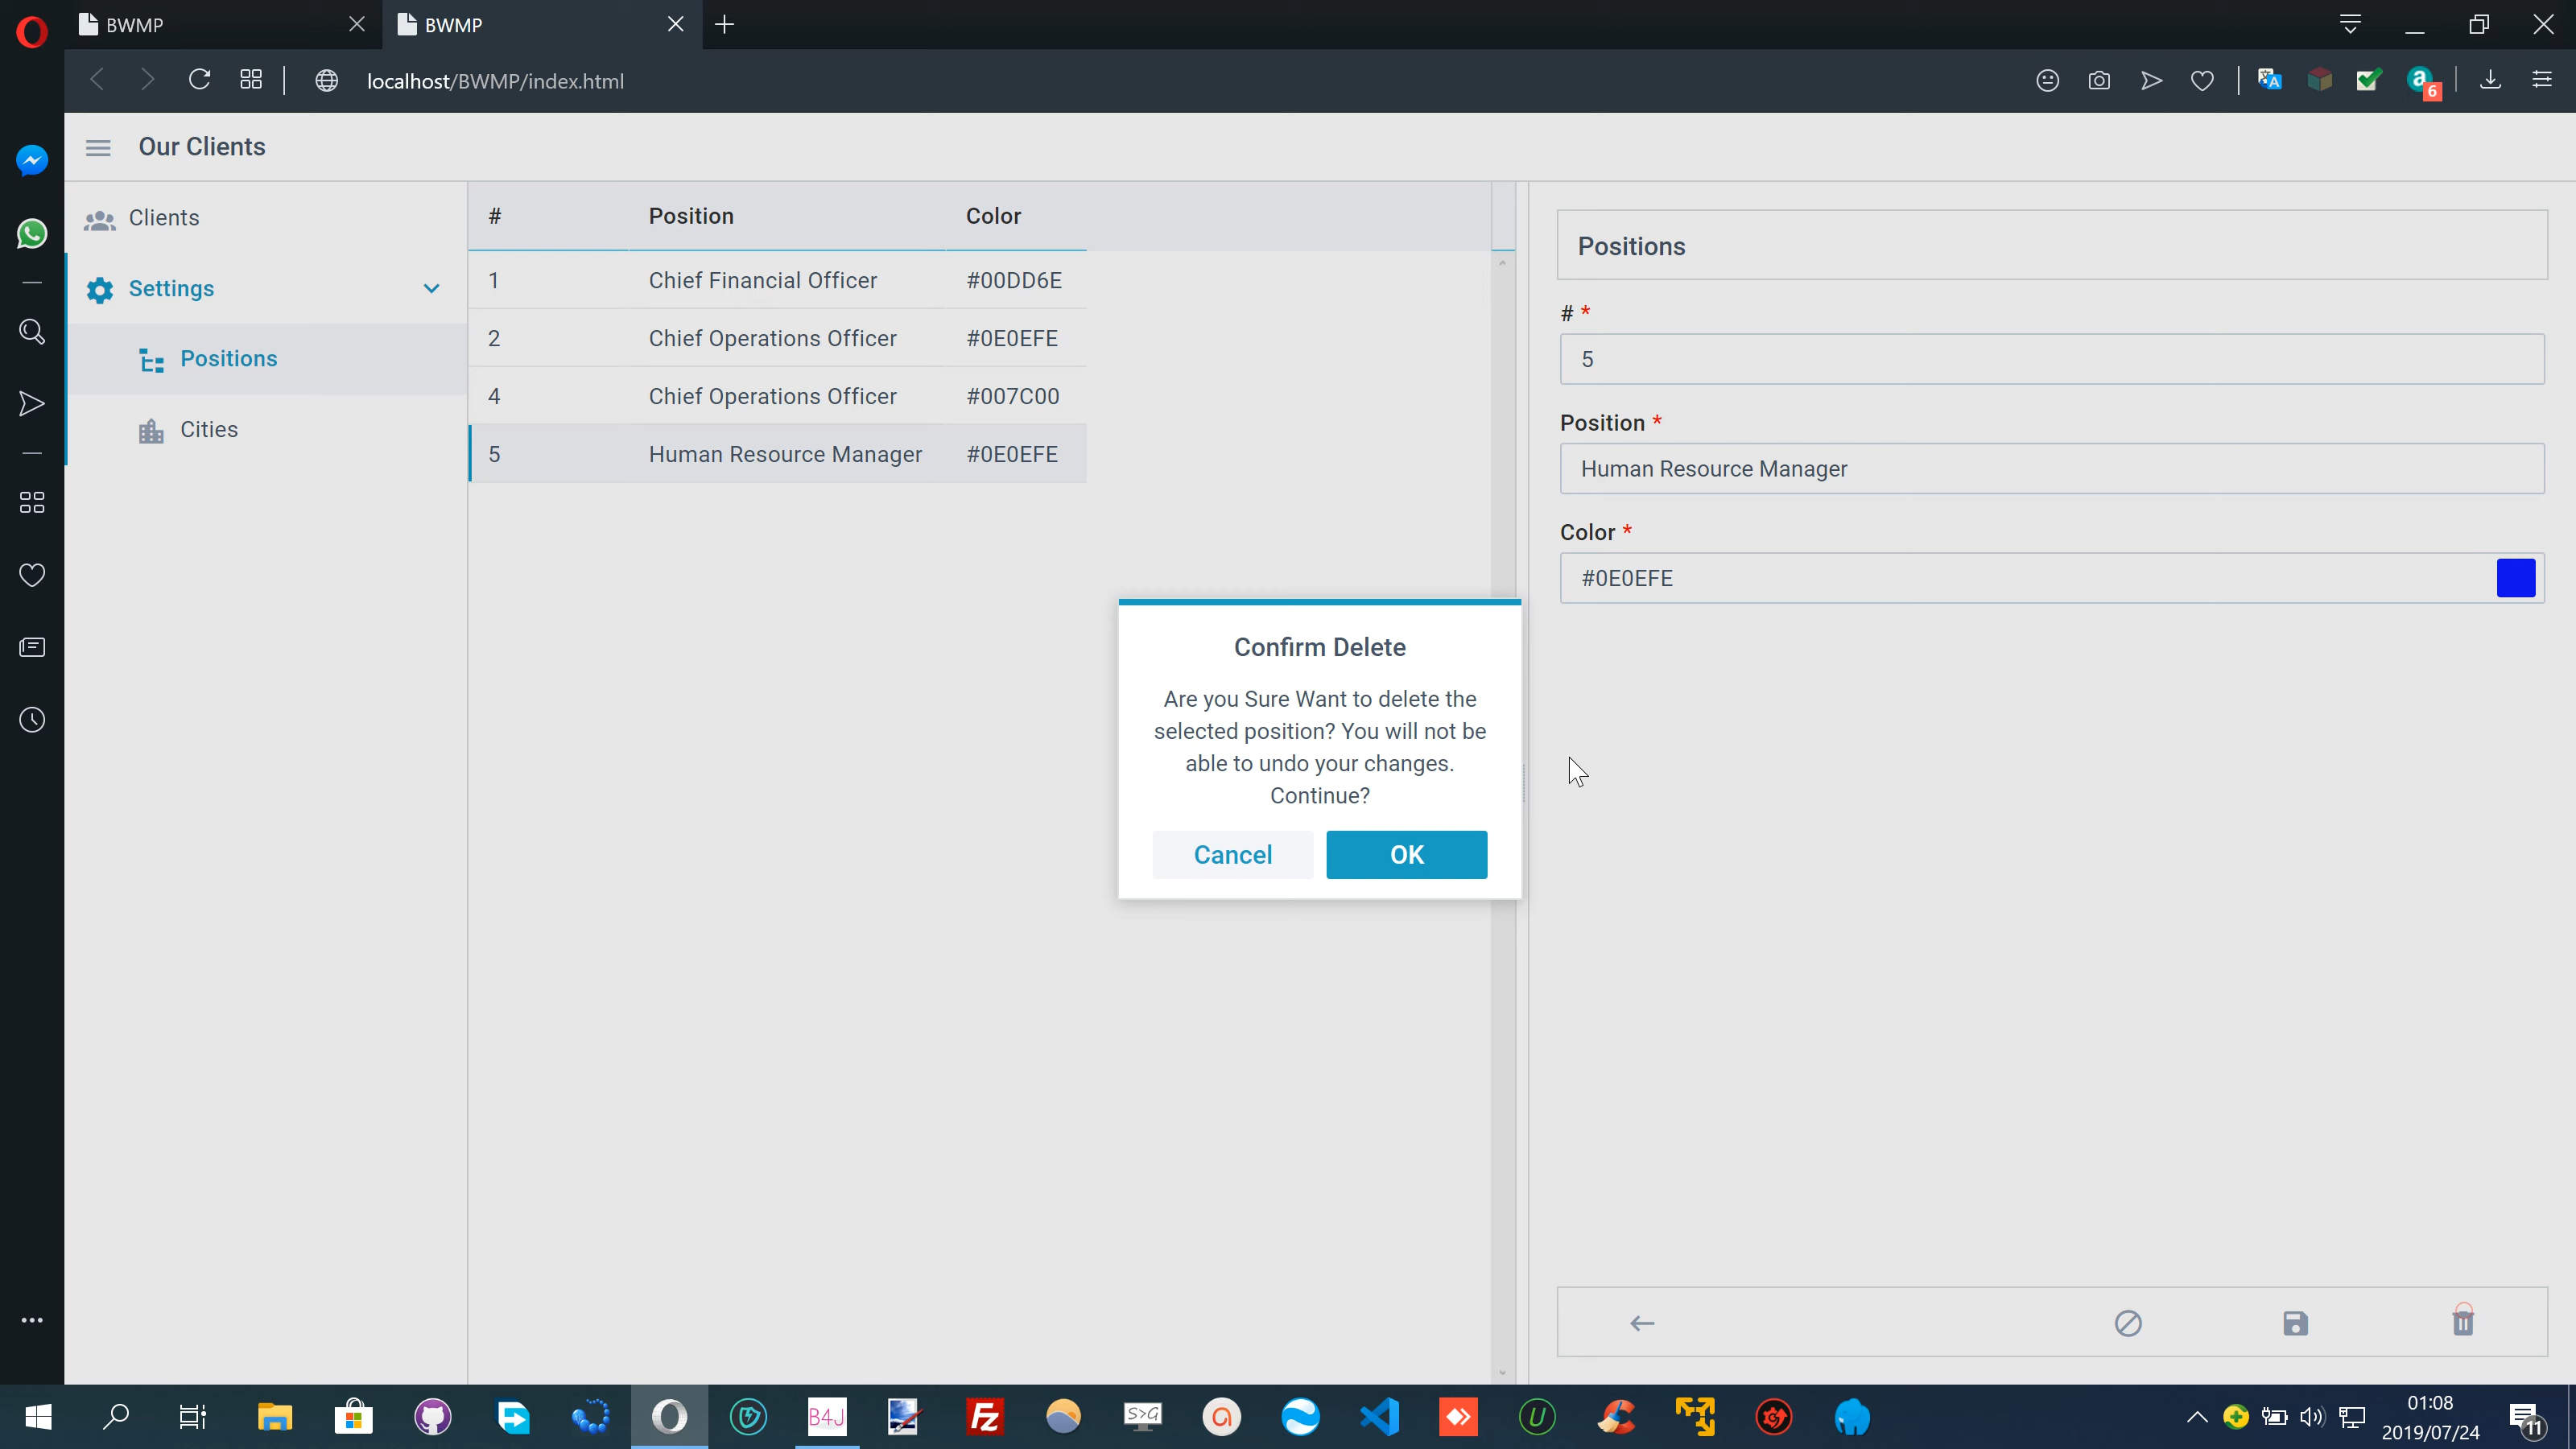 BWMP
BWMP
localhost/BWMP/index.html
6
Our Clients
Clients
Settings
Positions
Cities
# Position Color
1 Chief Financial Officer #00DD6E
2 Chief Operations Officer #0E0EFE
4 Chief Operations Officer #007C00
5 Human Resource Manager #0E0EFE
Positions
# *
5
Position *
Human Resource Manager
Color *
#0E0EFE
Confirm Delete
Are you Sure Want to delete the
selected position? You will not be
able to undo your changes.
Continue?
Cancel OK
B4J
Fz
S>G
01:08
2019/07/24
11